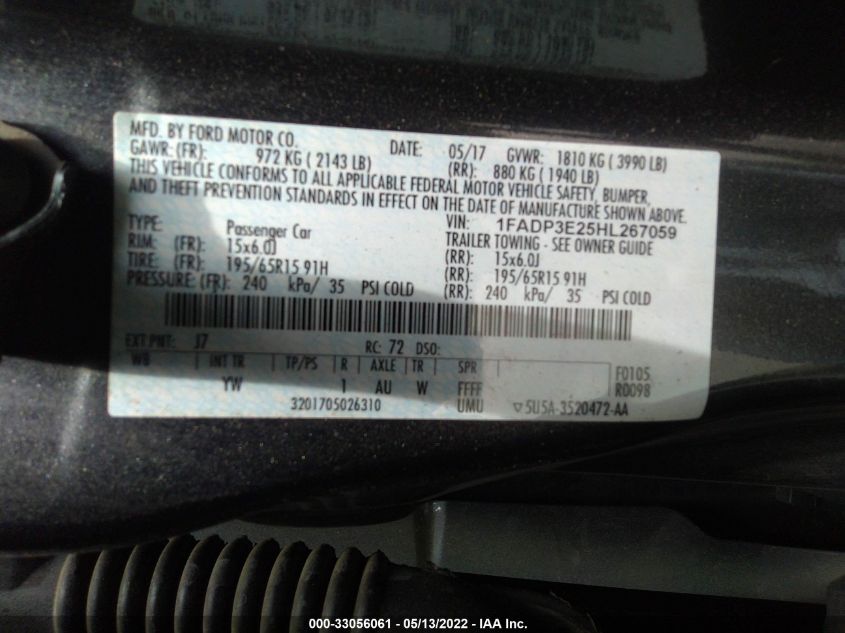 MFD. BY FORD MOTOR CO. DATE: 05/17 GVWR: 1810 KG ( 3990 LB)
GAWR: (FR): 972 KG ( 2143 LB) (RR): 880 KG ( 1940 LB)
THIS VEHICLE CONFORMS TO ALL APPLICABLE FEDERAL MOTOR VEHICLE SAFETY, BUMPER,
AND THEFT PREVENTION STANDARDS IN EFFECT ON THE DATE OF MANUFACTURE SHOWN ABOVE.
VIN: 1FADP3E25HL267059
TYPE: Passenger Car TRAILER TOWING - SEE OWNER GUIDE
RIM: (FR): 15x6.0J (RR): 15x6.0J
TIRE: (FR): 195/65R15 91H (RR): 195/65R15 91H
PRESSURE: (FR): 240 kPa/ 35 PSI COLD (RR): 240 kPa/ 35 PSI COLD
EXT PNT: J7 RC: 72 DSO:
WB INT TR TP/PS R AXLE TR SPR F0105
YW 1 AU W FFFF R0098
3201705026310 UMU ▽5U5A-3520472-AA
000-33056061 - 05/13/2022 - IAA Inc.